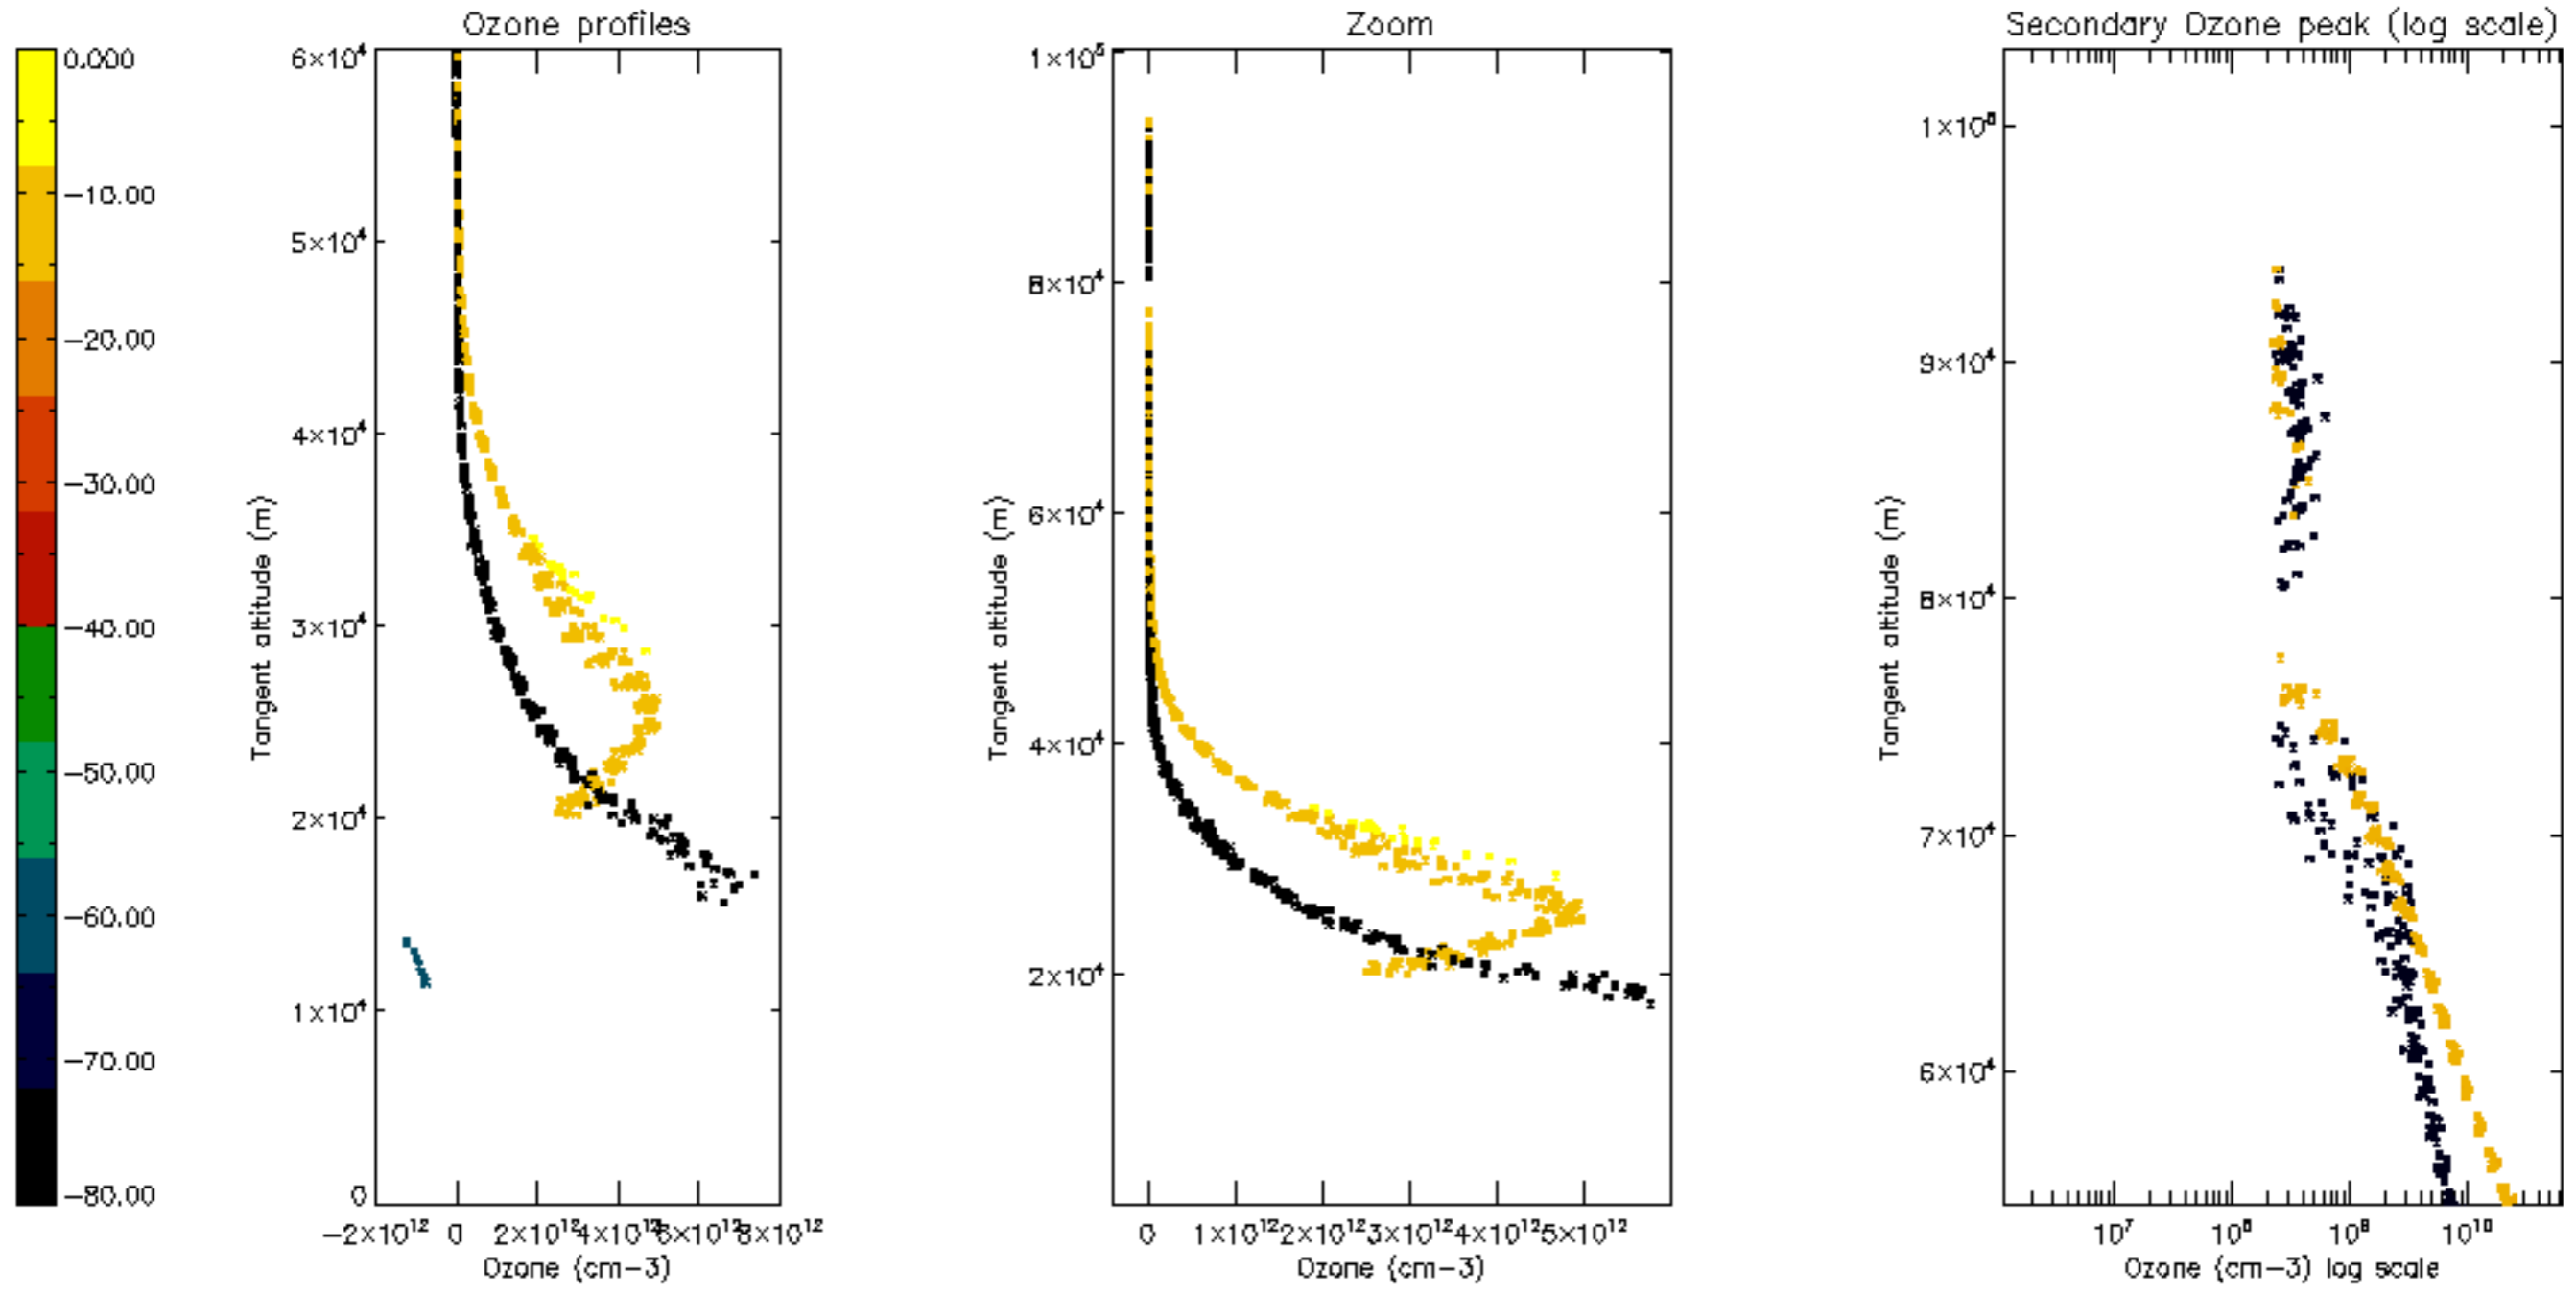 Ozone profiles
Zoom
Secondary Ozone peak (log scale)
0.000
−10.00
−20.00
−30.00
−40.00
−50.00
−60.00
−70.00
−80.00
6×10⁴
5×10⁴
4×10⁴
3×10⁴
2×10⁴
1×10⁴
0
Tangent altitude (m)
−2×10¹² 0 2×10¹² 4×10¹² 6×10¹² 8×10¹²
Ozone (cm−3)
1×10⁵
8×10⁴
6×10⁴
4×10⁴
2×10⁴
Tangent altitude (m)
0 1×10¹² 2×10¹² 3×10¹² 4×10¹² 5×10¹²
Ozone (cm−3)
1×10⁵
9×10⁴
8×10⁴
7×10⁴
6×10⁴
Tangent altitude (m)
10⁷ 10⁸ 10⁹ 10¹⁰
Ozone (cm−3) log scale